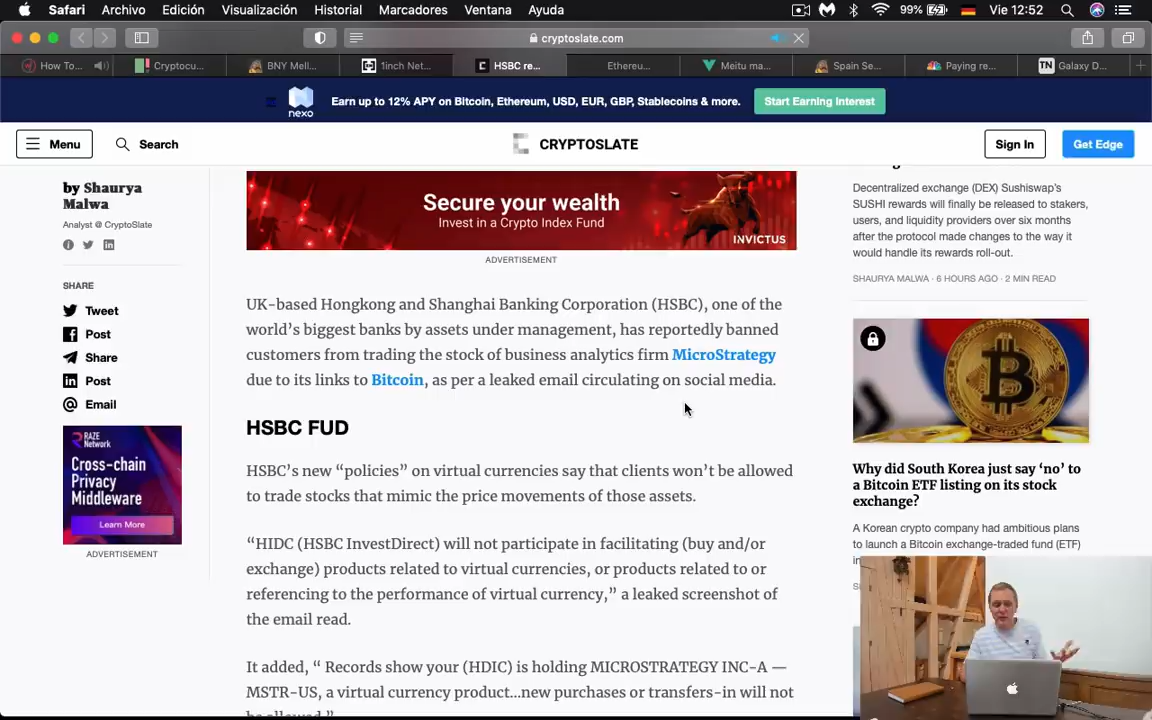 Safari Archivo Edición Visualización Historial Marcadores Ventana Ayuda 99% Vie 12:52
cryptoslate.com
How To... Cryptocu... BNY Mell... 1inch Net... HSBC re... Ethereu... Meitu ma... Spain Se... Paying re... TN Galaxy D...
nexo Earn up to 12% APY on Bitcoin, Ethereum, USD, EUR, GBP, Stablecoins & more. Start Earning Interest
Menu Search CRYPTOSLATE Sign In Get Edge
by Shaurya
Malwa
Analyst @ CryptoSlate
SHARE
Tweet
Post
Share
Post
Email
RAZE
Network
Cross-chain
Privacy
Middleware
Learn More
ADVERTISEMENT
Secure your wealth
Invest in a Crypto Index Fund
INVICTUS
ADVERTISEMENT
UK-based Hongkong and Shanghai Banking Corporation (HSBC), one of the
world’s biggest banks by assets under management, has reportedly banned
customers from trading the stock of business analytics firm MicroStrategy
due to its links to Bitcoin, as per a leaked email circulating on social media.
HSBC FUD
HSBC’s new “policies” on virtual currencies say that clients won’t be allowed
to trade stocks that mimic the price movements of those assets.
“HIDC (HSBC InvestDirect) will not participate in facilitating (buy and/or
exchange) products related to virtual currencies, or products related to or
referencing to the performance of virtual currency,” a leaked screenshot of
the email read.
It added, “ Records show your (HDIC) is holding MICROSTRATEGY INC-A —
MSTR-US, a virtual currency product...new purchases or transfers-in will not
be allowed.”
Decentralized exchange (DEX) Sushiswap’s
SUSHI rewards will finally be released to stakers,
users, and liquidity providers over six months
after the protocol made changes to the way it
would handle its rewards roll-out.
SHAURYA MALWA · 6 HOURS AGO · 2 MIN READ
Why did South Korea just say ‘no’ to
a Bitcoin ETF listing on its stock
exchange?
A Korean crypto company had ambitious plans
to launch a Bitcoin exchange-traded fund (ETF)